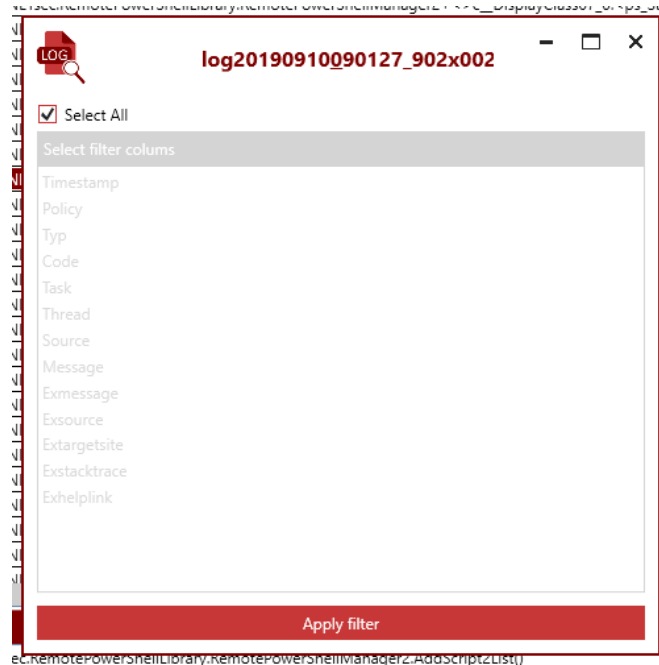 LOG
log20190910090127_902x002
Select All
Select filter colums
Timestamp
Policy
Typ
Code
Task
Thread
Source
Message
Exmessage
Exsource
Extargetsite
Exstacktrace
Exhelplink
Apply filter
ec.RemotePowerShellLibrary.RemotePowerShellManager2.AddScript2List()